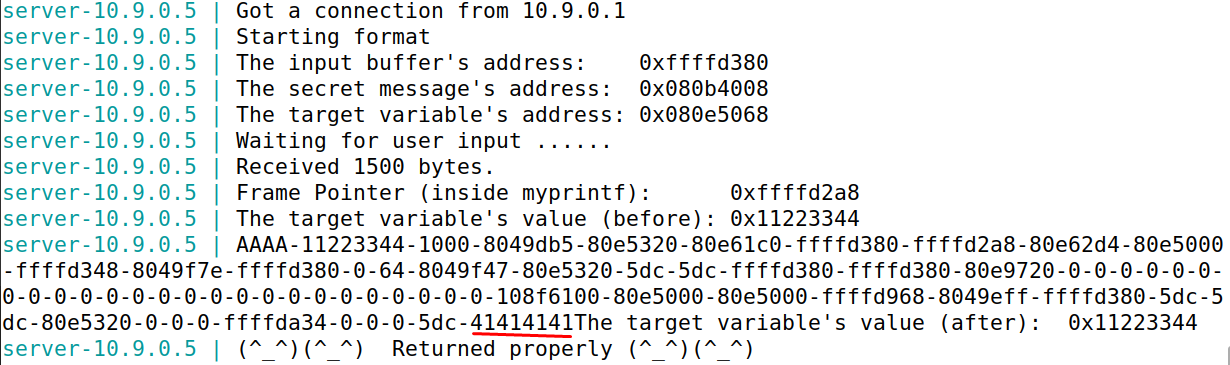 server-10.9.0.5 | Got a connection from 10.9.0.1
server-10.9.0.5 | Starting format
server-10.9.0.5 | The input buffer's address:    0xffffd380
server-10.9.0.5 | The secret message's address:  0x080b4008
server-10.9.0.5 | The target variable's address: 0x080e5068
server-10.9.0.5 | Waiting for user input ......
server-10.9.0.5 | Received 1500 bytes.
server-10.9.0.5 | Frame Pointer (inside myprintf):      0xffffd2a8
server-10.9.0.5 | The target variable's value (before): 0x11223344
server-10.9.0.5 | AAAA-11223344-1000-8049db5-80e5320-80e61c0-ffffd380-ffffd2a8-80e62d4-80e5000
-ffffd348-8049f7e-ffffd380-0-64-8049f47-80e5320-5dc-5dc-ffffd380-ffffd380-80e9720-0-0-0-0-0-0-
0-0-0-0-0-0-0-0-0-0-0-0-0-0-0-0-0-0-0-108f6100-80e5000-80e5000-ffffd968-8049eff-ffffd380-5dc-5
dc-80e5320-0-0-0-ffffda34-0-0-0-5dc-41414141The target variable's value (after):  0x11223344
server-10.9.0.5 | (^_^)(^_^)  Returned properly (^_^)(^_^)